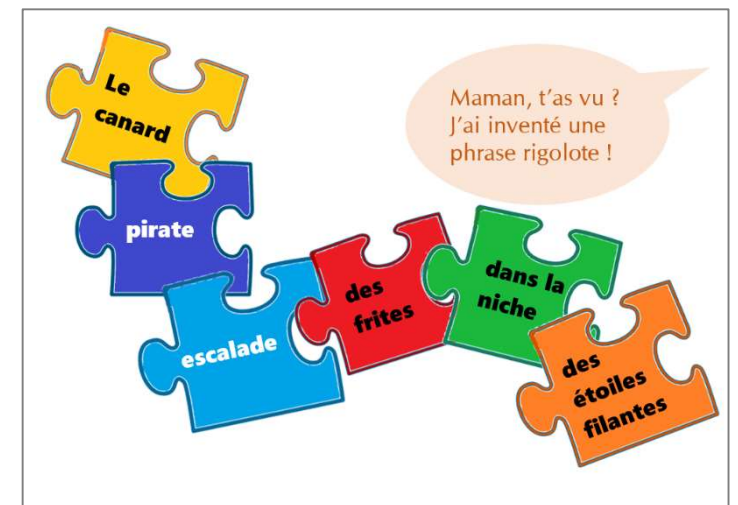 Le
canard
Maman, t'as vu ?
J'ai inventé une
phrase rigolote !
pirate
escalade
des
frites
dans la
niche
des
étoiles
filantes